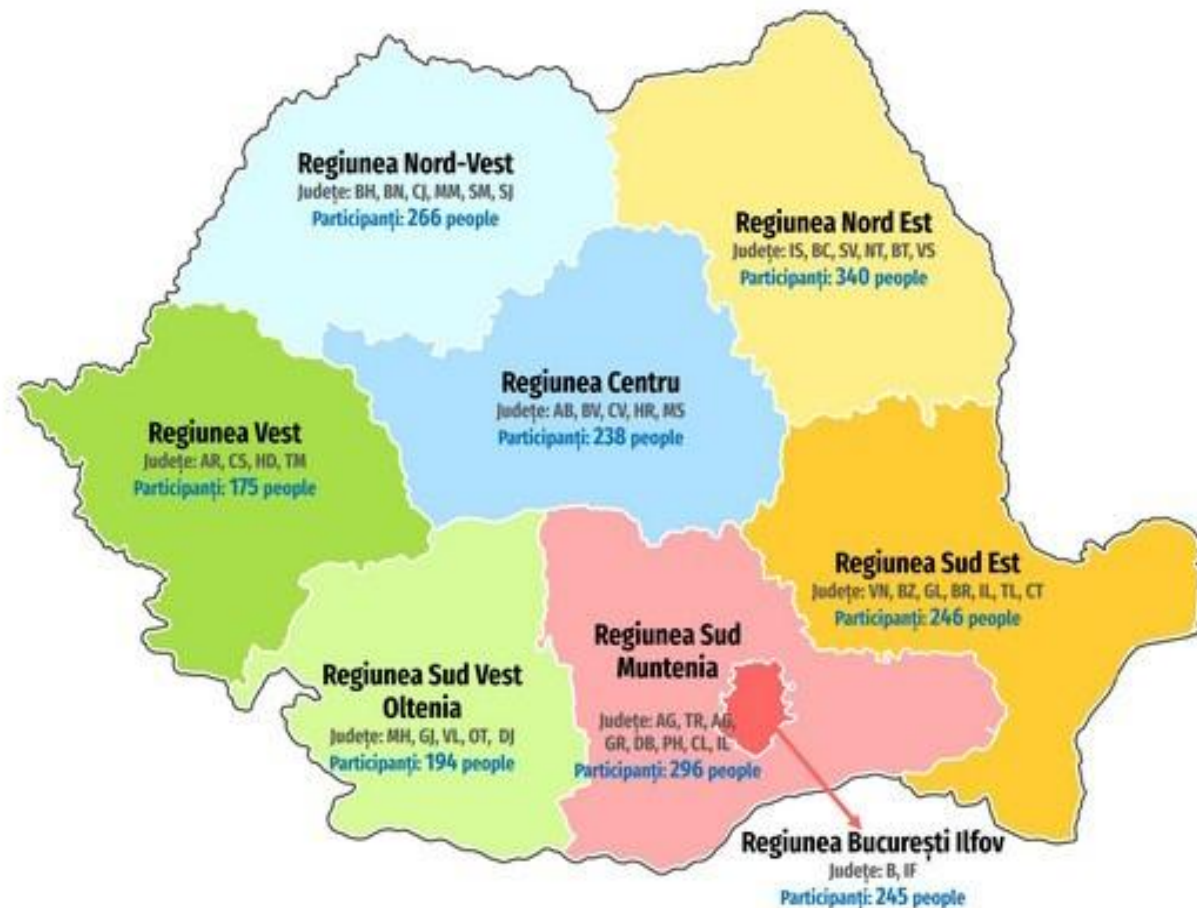 Regiunea Nord-Vest
Județe: BH, BN, CJ, MM, SM, SJ
Participanți: 266 people
Regiunea Nord Est
Județe: IS, BC, SV, NT, BT, VS
Participanți: 340 people
Regiunea Centru
Județe: AB, BV, CV, HR, MS
Participanți: 238 people
Regiunea Vest
Județe: AR, CS, HD, TM
Participanți: 175 people
Regiunea Sud Est
Județe: VN, BZ, GL, BR, IL, TL, CT
Participanți: 246 people
Regiunea Sud Vest
Oltenia
Județe: MH, GJ, VL, OT, DJ
Participanți: 194 people
Regiunea Sud
Muntenia
Județe: AG, TR, AG,
GR, DB, PH, CL, IL
Participanți: 296 people
Regiunea București Ilfov
Județe: B, IF
Participanți: 245 people